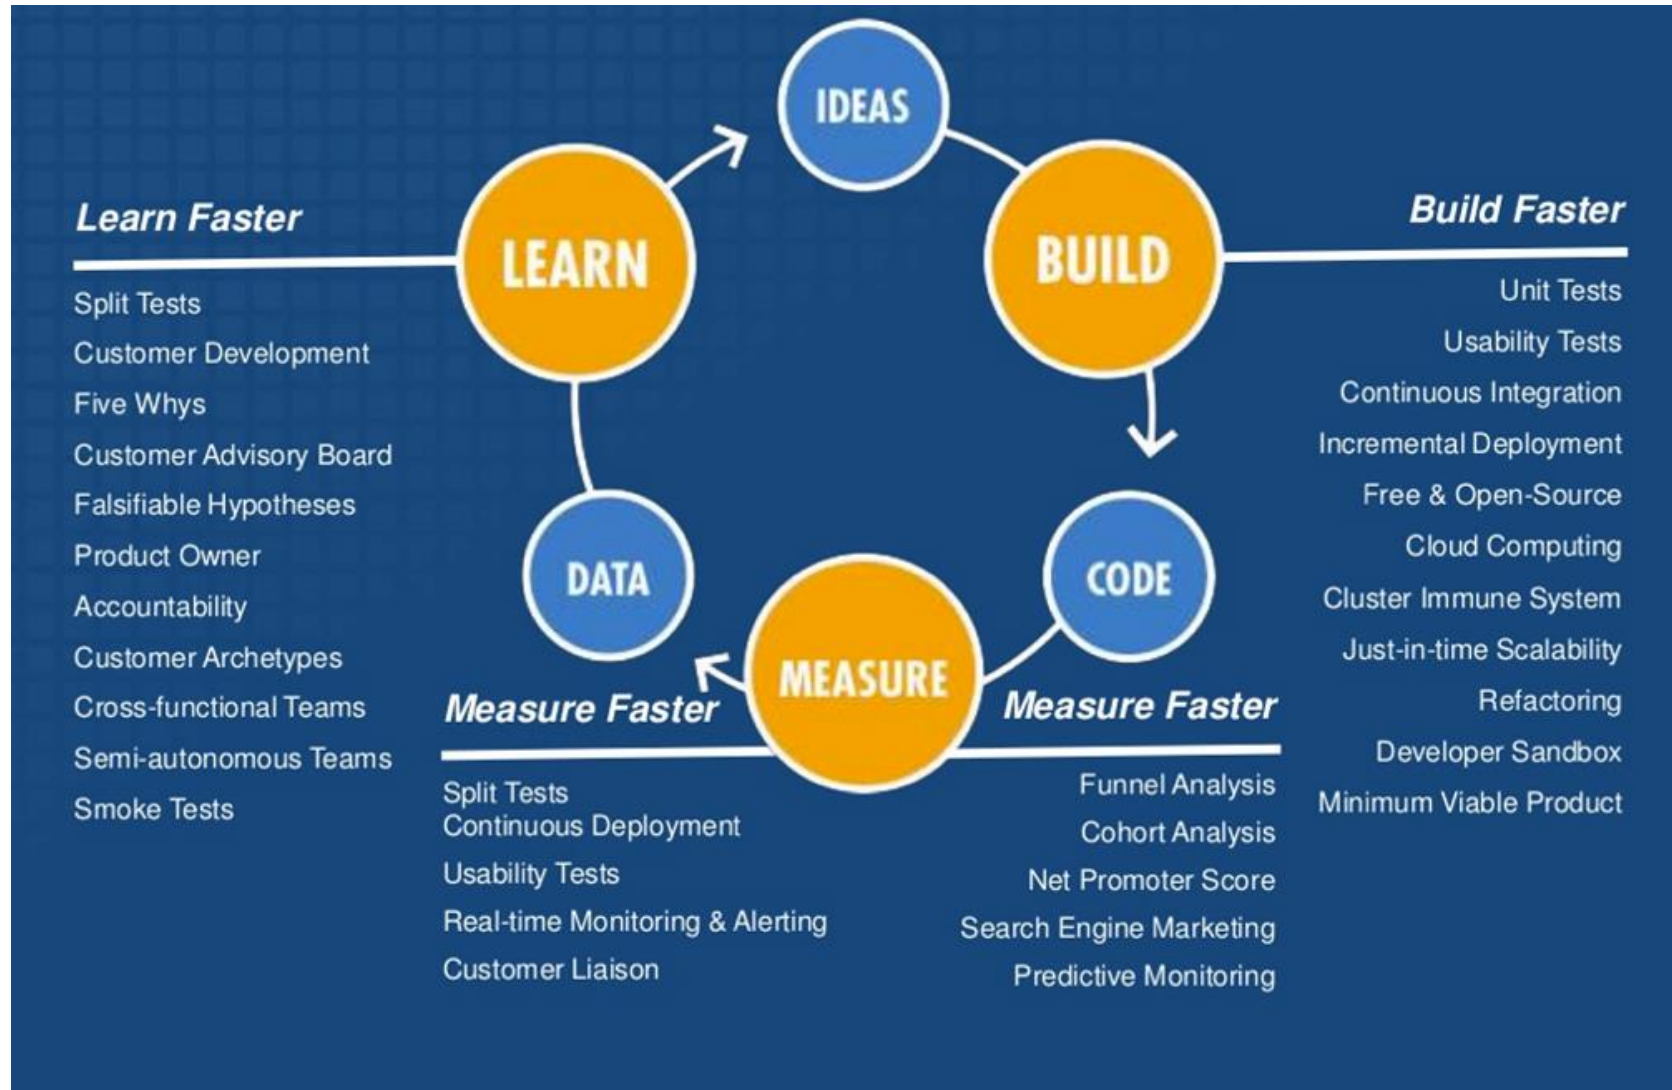 IDEAS
LEARN
BUILD
DATA
CODE
MEASURE
Learn Faster
Split Tests
Customer Development
Five Whys
Customer Advisory Board
Falsifiable Hypotheses
Product Owner
Accountability
Customer Archetypes
Cross-functional Teams
Semi-autonomous Teams
Smoke Tests
Measure Faster
Split Tests
Continuous Deployment
Usability Tests
Real-time Monitoring & Alerting
Customer Liaison
Measure Faster
Funnel Analysis
Cohort Analysis
Net Promoter Score
Search Engine Marketing
Predictive Monitoring
Build Faster
Unit Tests
Usability Tests
Continuous Integration
Incremental Deployment
Free & Open-Source
Cloud Computing
Cluster Immune System
Just-in-time Scalability
Refactoring
Developer Sandbox
Minimum Viable Product